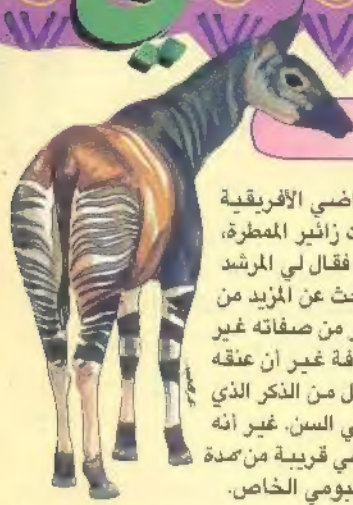 اضي الأفريقية
ت زائير الممطرة،
فقال لي المرشد
حث عن المزيد من
ر من صفاته غير
فة غير أن عنقه
ل من الذكر الذي
ي السن. غير أنه
ي قريبة من مدة
يومي الخاص.